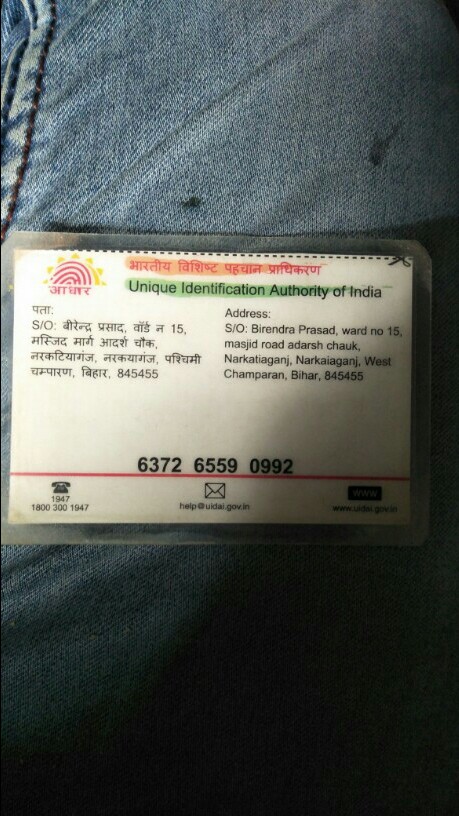 आधार
भारतीय विशिष्ट पहचान प्राधिकरण
Unique Identification Authority of India
पता:
S/O: बीरेन्द्र प्रसाद, वॉर्ड न 15,
मस्जिद मार्ग आदर्श चौक,
नरकटियागंज, नरकयागंज, पश्चिमी
चम्पारण, बिहार, 845455
Address:
S/O: Birendra Prasad, ward no 15,
masjid road adarsh chauk,
Narkatiaganj, Narkaiaganj, West
Champaran, Bihar, 845455
6372 6559 0992
1947
1800 300 1947
help@uidai.gov.in
www
www.uidai.gov.in